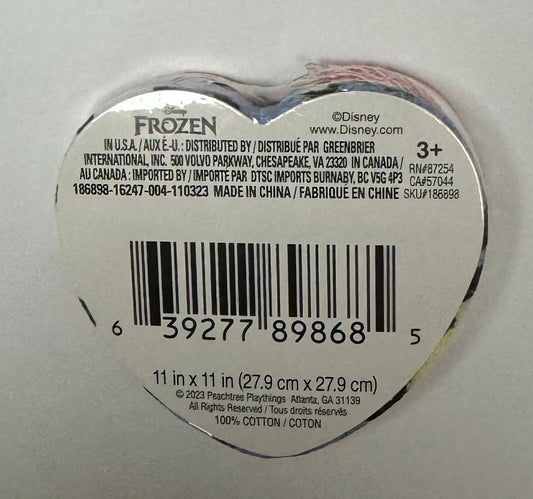 Disney
FROZEN
©Disney
www.Disney.com
IN U.S.A. / AUX É.-U. : DISTRIBUTED BY / DISTRIBUÉ PAR GREENBRIER
INTERNATIONAL, INC. 500 VOLVO PARKWAY, CHESAPEAKE, VA 23320 IN CANADA /
AU CANADA : IMPORTED BY / IMPORTÉ PAR DTSC IMPORTS BURNABY, BC V5G 4P3
186898-16247-004-110323 MADE IN CHINA / FABRIQUÉ EN CHINE
3+
RN#87254
CA#57044
SKU#186898
6 39277 89868 5
11 in x 11 in (27.9 cm x 27.9 cm)
© 2023 Peachtree Playthings Atlanta, GA 31139
All Rights Reserved / Tous droits réservés
100% COTTON / COTON